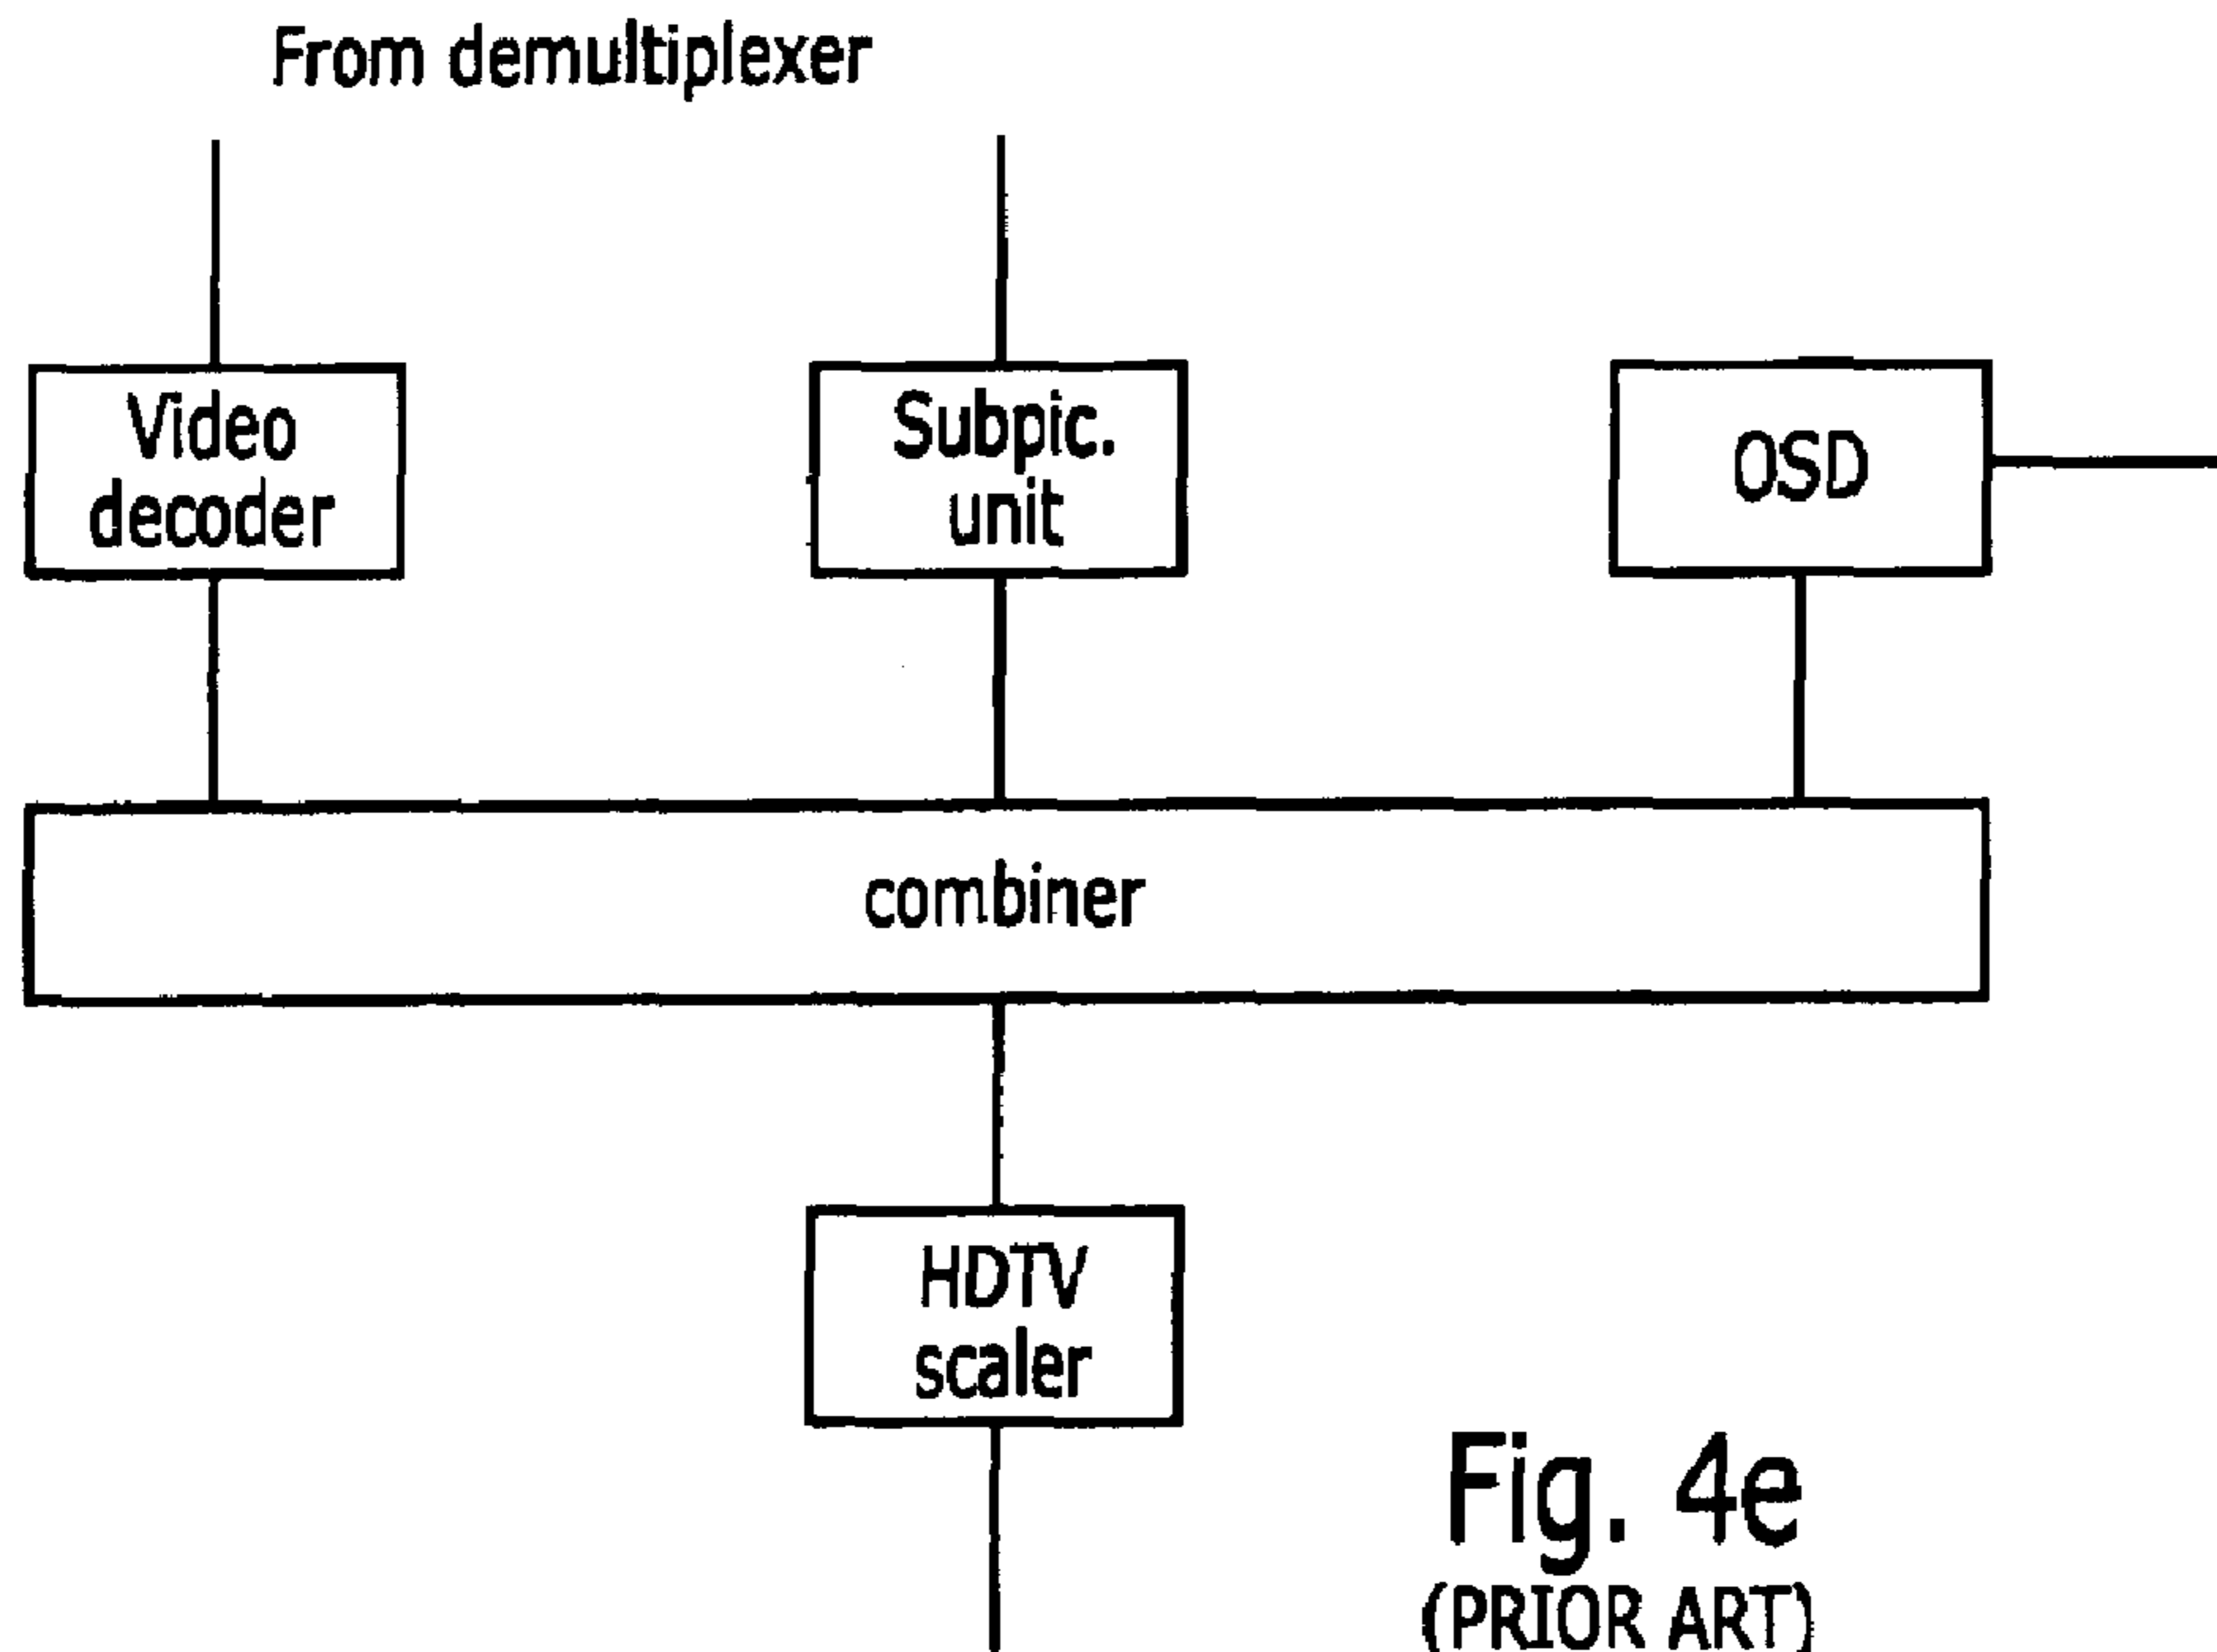 From demultiplexer
Video
decoder
Subpic.
unit
OSD
combiner
HDTV
scaler
Fig. 4e
(PRIOR ART)